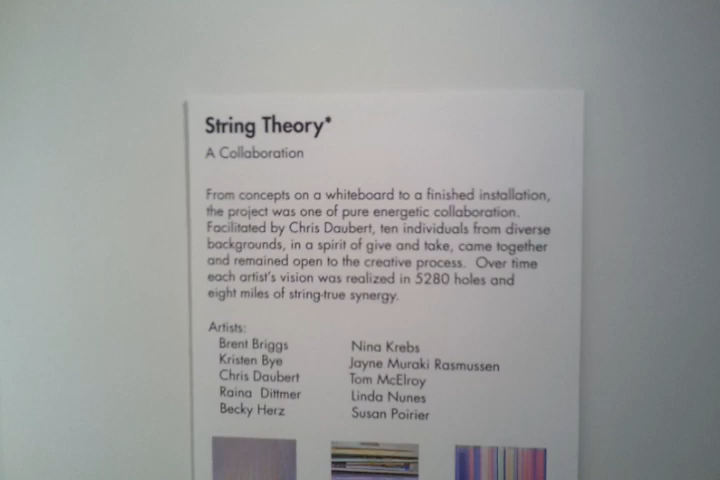 String Theory*
A Collaboration
From concepts on a whiteboard to a finished installation,
the project was one of pure energetic collaboration.
Facilitated by Chris Daubert, ten individuals from diverse
backgrounds, in a spirit of give and take, came together
and remained open to the creative process. Over time
each artist's vision was realized in 5280 holes and
eight miles of string-true synergy.
Artists:
Brent Briggs
Kristen Bye
Chris Daubert
Raina Dittmer
Becky Herz
Nina Krebs
Jayne Muraki Rasmussen
Tom McElroy
Linda Nunes
Susan Poirier